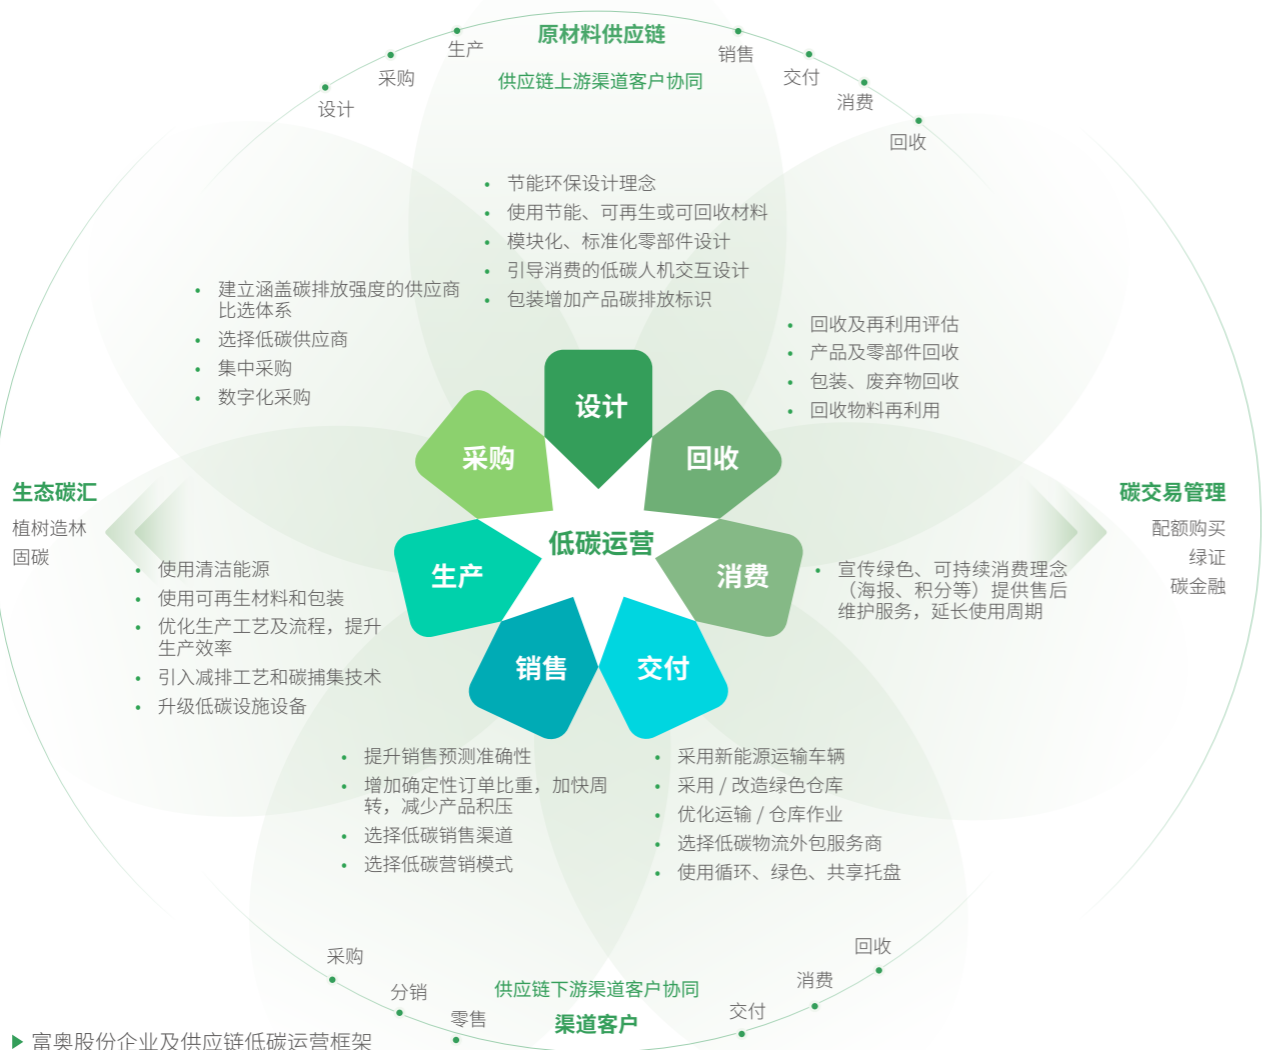 原材料供应链
供应链上游渠道客户协同
设计
采购
生产
销售
交付
消费
回收
节能环保设计理念
使用节能、可再生或可回收材料
模块化、标准化零部件设计
引导消费的低碳人机交互设计
包装增加产品碳排放标识
建立涵盖碳排放强度的供应商
比选体系
选择低碳供应商
集中采购
数字化采购
回收及再利用评估
产品及零部件回收
包装、废弃物回收
回收物料再利用
设计
采购
回收
生态碳汇
植树造林
固碳
碳交易管理
配额购买
绿证
碳金融
低碳运营
生产
消费
销售
交付
使用清洁能源
使用可再生材料和包装
优化生产工艺及流程，提升
生产效率
引入减排工艺和碳捕集技术
升级低碳设施设备
宣传绿色、可持续消费理念
（海报、积分等）提供售后
维护服务，延长使用周期
提升销售预测准确性
增加确定性订单比重，加快周
转，减少产品积压
选择低碳销售渠道
选择低碳营销模式
采用新能源运输车辆
采用 / 改造绿色仓库
优化运输 / 仓库作业
选择低碳物流外包服务商
使用循环、绿色、共享托盘
采购
分销
零售
供应链下游渠道客户协同
渠道客户
交付
消费
回收
富奥股份企业及供应链低碳运营框架